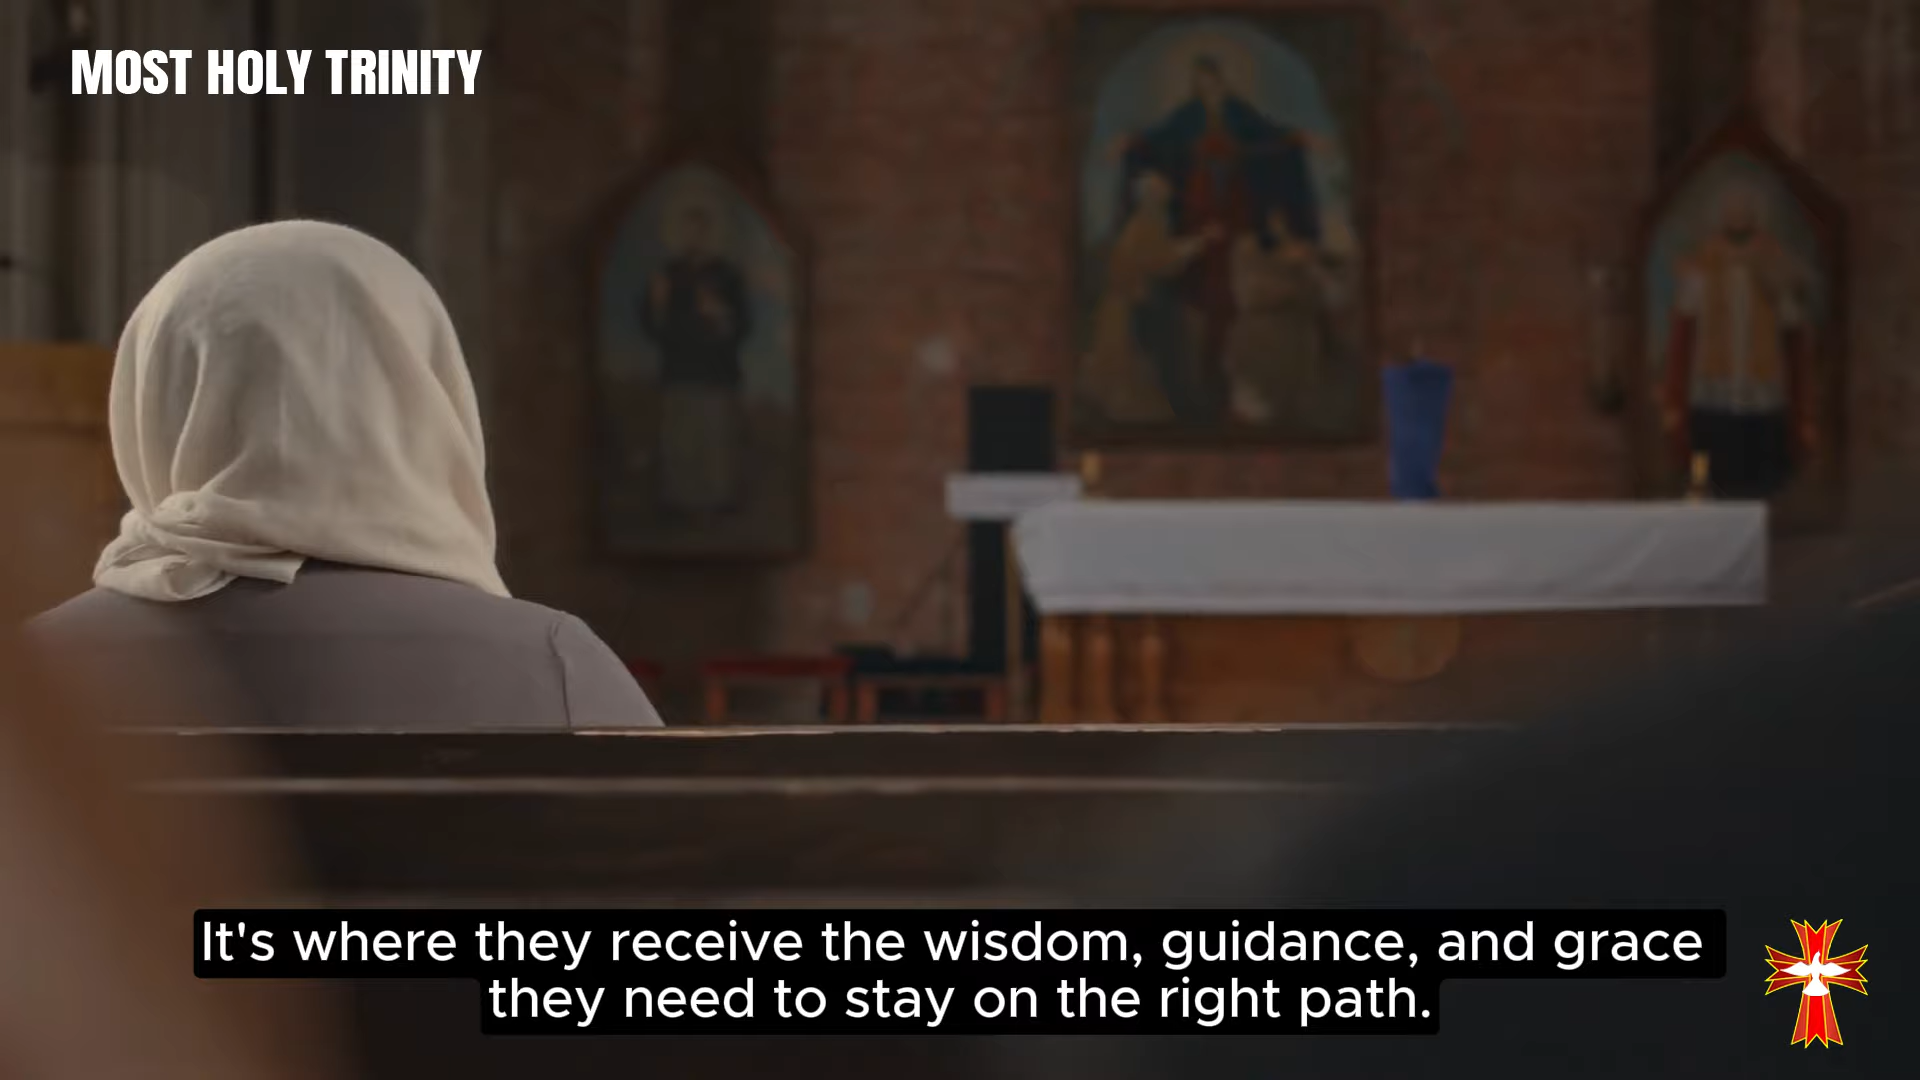 MOST HOLY TRINITY
It's where they receive the wisdom, guidance, and grace
they need to stay on the right path.